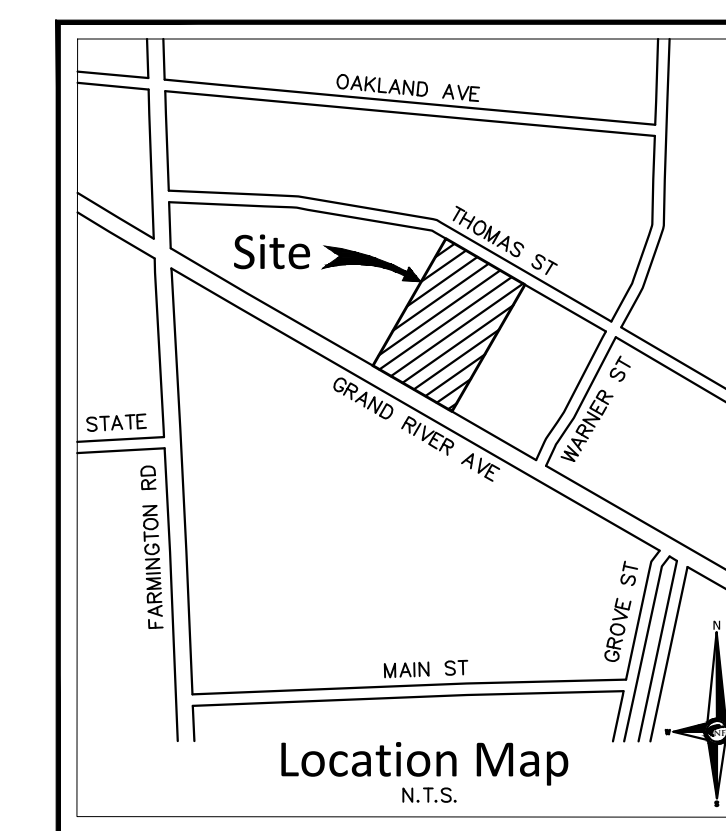 OAKLAND AVE
THOMAS ST
Site
GRAND RIVER AVE
WARNER ST
STATE
FARMINGTON RD
GROVE ST
MAIN ST
N
Location Map
N.T.S.
S